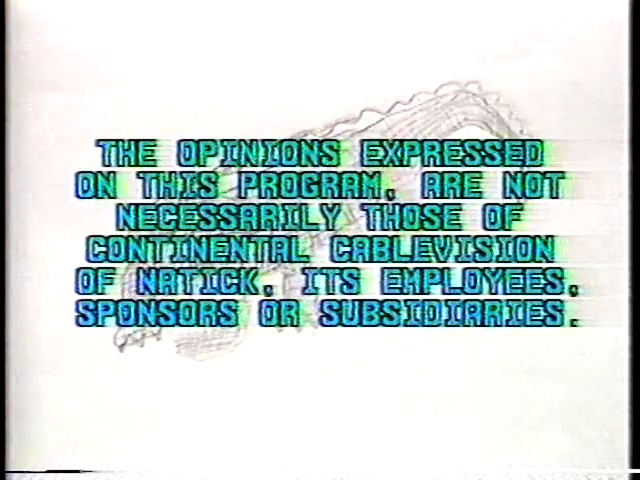 THE OPINIONS EXPRESSED
ON THIS PROGRAM, ARE NOT
NECESSARILY THOSE OF
CONTINENTAL CABLEVISION
OF NATICK, ITS EMPLOYEES,
SPONSORS OR SUBSIDIARRIES.